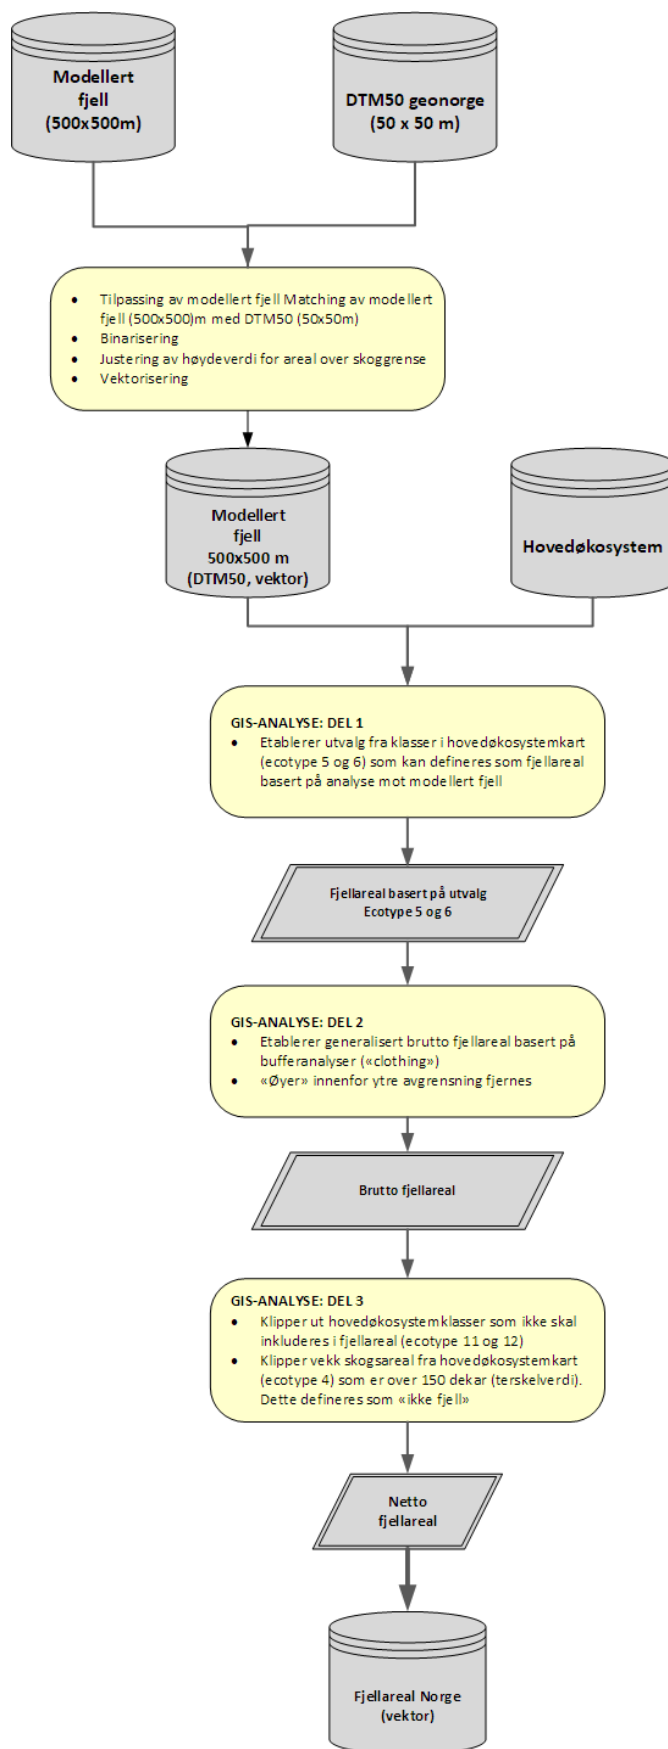 Modellert
fjell
(500x500m)
DTM50 geonorge
(50 x 50 m)
• Tilpassing av modellert fjell Matching av modellert
fjell (500x500)m med DTM50 (50x50m)
• Binarisering
• Justering av høydeverdi for areal over skoggrense
• Vektorisering
Modellert
fjell
500x500 m
(DTM50, vektor)
Hovedøkosystem
GIS-ANALYSE: DEL 1
• Etablerer utvalg fra klasser i hovedøkosystemkart
(ecotype 5 og 6) som kan defineres som fjellareal
basert på analyse mot modellert fjell
Fjellareal basert på utvalg
Ecotype 5 og 6
GIS-ANALYSE: DEL 2
• Etablerer generalisert brutto fjellareal basert på
bufferanalyser («clothing»)
• «Øyer» innenfor ytre avgrensning fjernes
Brutto fjellareal
GIS-ANALYSE: DEL 3
• Klipper ut hovedøkosystemklasser som ikke skal
inkluderes i fjellareal (ecotype 11 og 12)
• Klipper vekk skogsareal fra hovedøkosystemkart
(ecotype 4) som er over 150 dekar (terskelverdi).
Dette defineres som «ikke fjell»
Netto
fjellareal
Fjellareal Norge
(vektor)